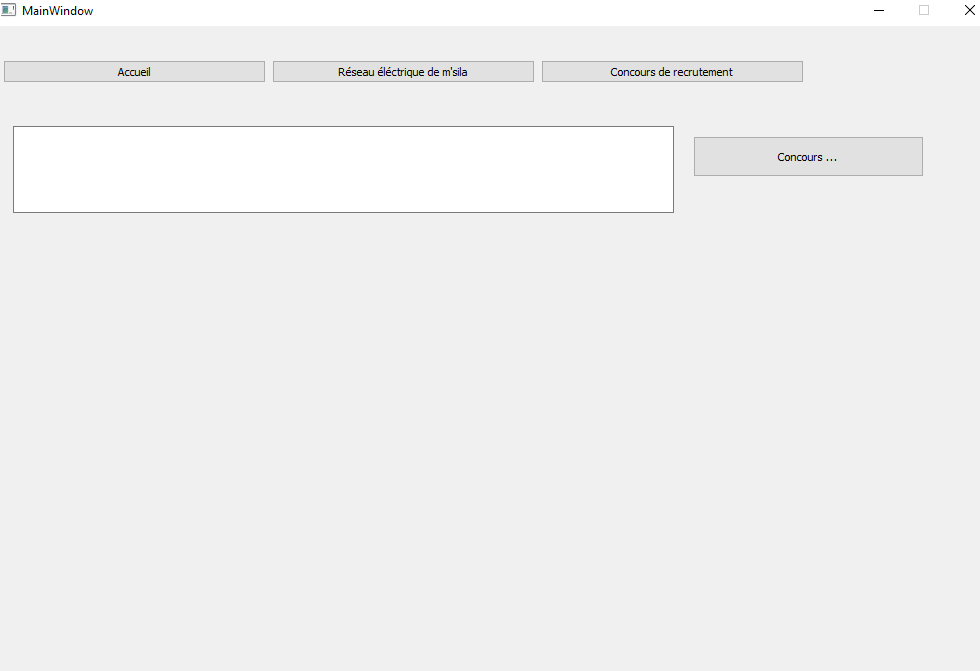 MainWindow
Accueil
Réseau éléctrique de m'sila
Concours de recrutement
Concours ...